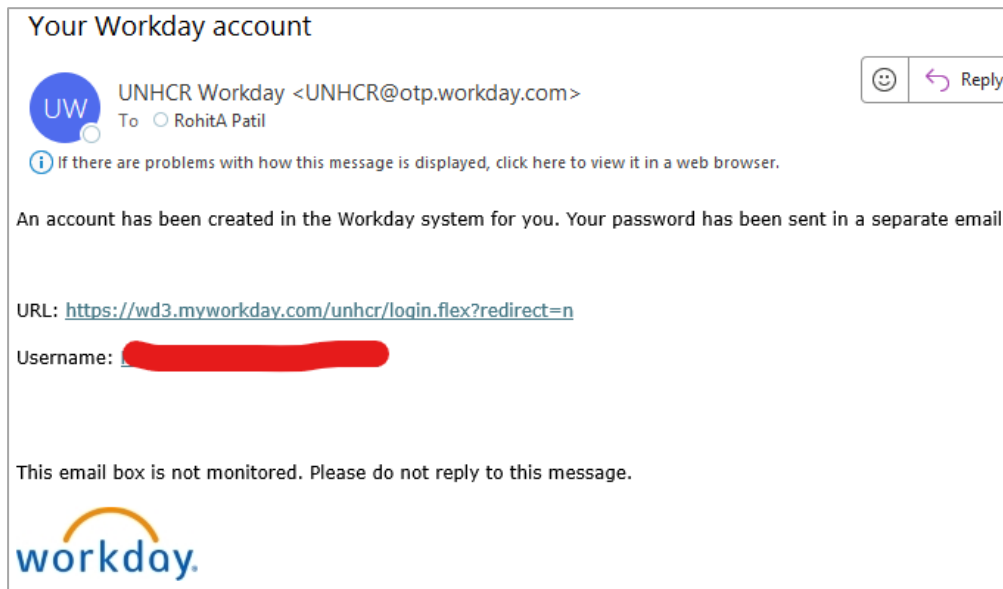 Your Workday account
UW
UNHCR Workday <UNHCR@otp.workday.com>
Reply
To RohitA Patil
If there are problems with how this message is displayed, click here to view it in a web browser.
An account has been created in the Workday system for you. Your password has been sent in a separate email
URL: https://wd3.myworkday.com/unhcr/login.flex?redirect=n
Username:
This email box is not monitored. Please do not reply to this message.
workday.